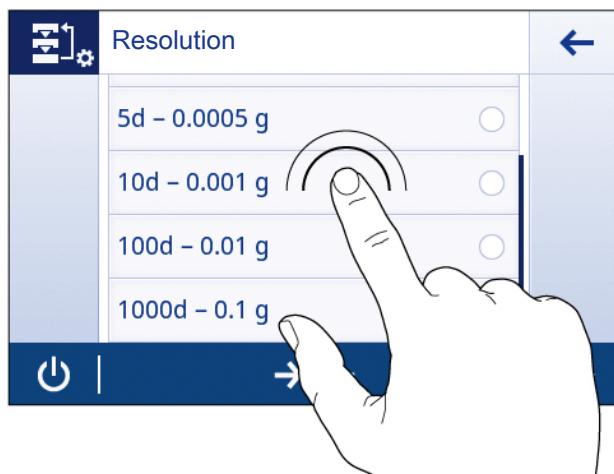 Resolution
5d – 0.0005 g
10d – 0.001 g
100d – 0.01 g
1000d – 0.1 g